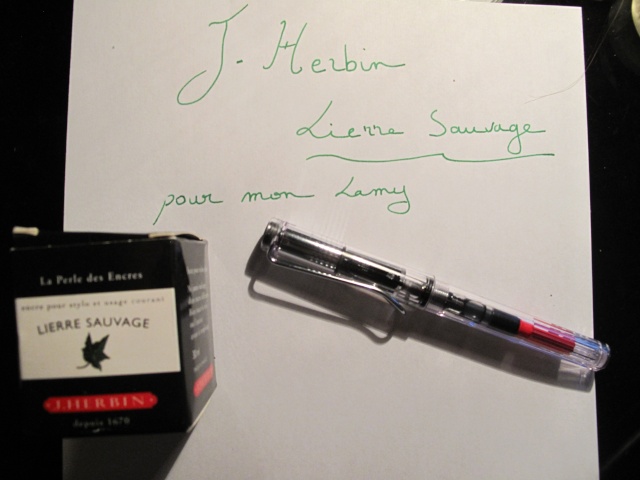 J. Herbin
Lierre Sauvage
pour mon Lamy
La Perle des Encres
encre pour stylo et usage courant
LIERRE SAUVAGE
J.HERBIN
depuis 1670